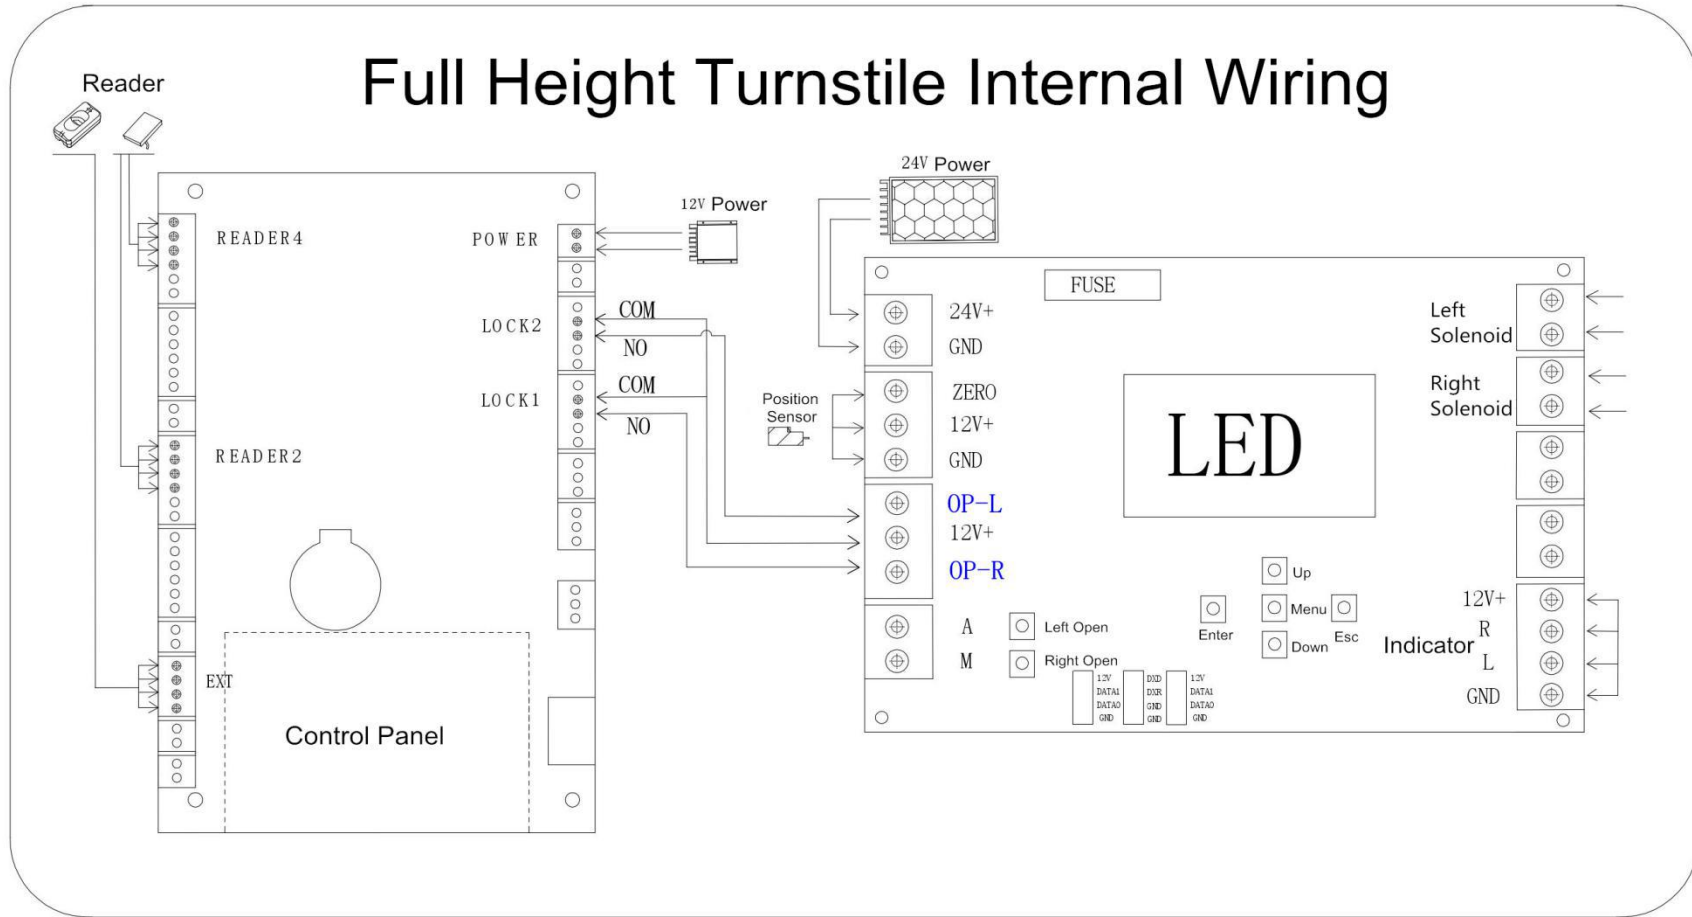 Full Height Turnstile Internal Wiring
Reader
READER4
POWER
12V Power
24V Power
LOCK2
COM
NO
LOCK1
COM
NO
READER2
EXT
Control Panel
FUSE
24V+
GND
Position
Sensor
ZERO
12V+
GND
OP-L
12V+
OP-R
A
M
Left Open
Right Open
LED
Left
Solenoid
Right
Solenoid
Up
Enter
Menu
Esc
Down
12V+
Indicator
R
L
GND
12V
DATA1
DATA0
GND
DXD
DXR
GND
GND
12V
DATA1
DATA0
GND